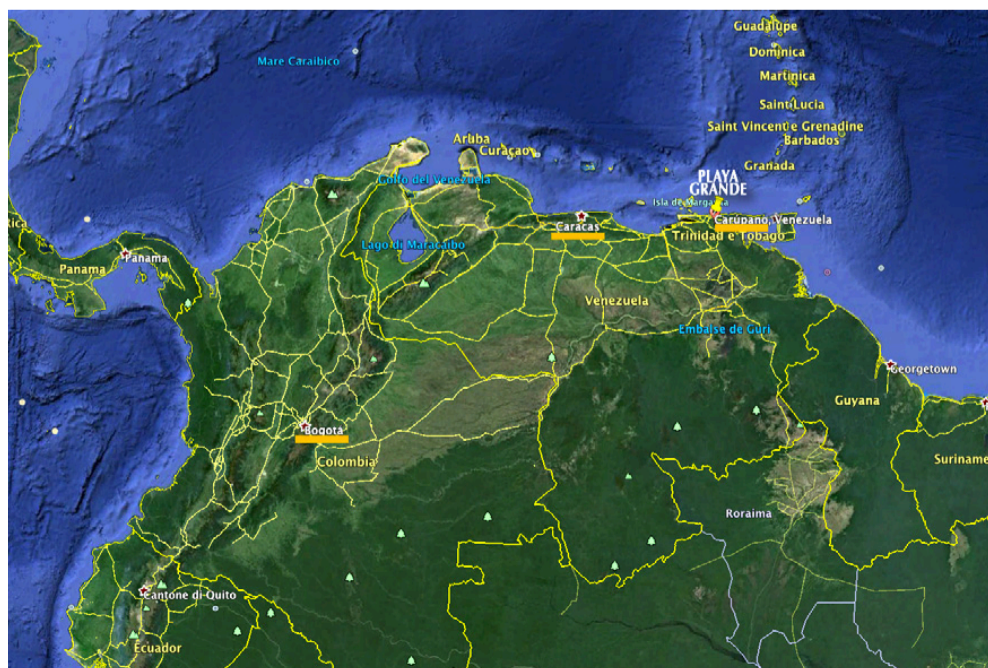 Guadalupe
Dominica
Mare Caraibico
Martinica
Saint Lucia
Saint Vincent e Grenadine
Barbados
Aruba
Curaçao
Granada
PLAYA
GRANDE
Golfo del Venezuela
Isla de Margarita
Carupano, Venezuela
Caracas
Trinidad e Tobago
Lago di Maracaibo
Panama
Panama
Venezuela
Embalse de Guri
Georgetown
Guyana
Bogotá
Colombia
Suriname
Roraima
Cantone di Quito
Ecuador